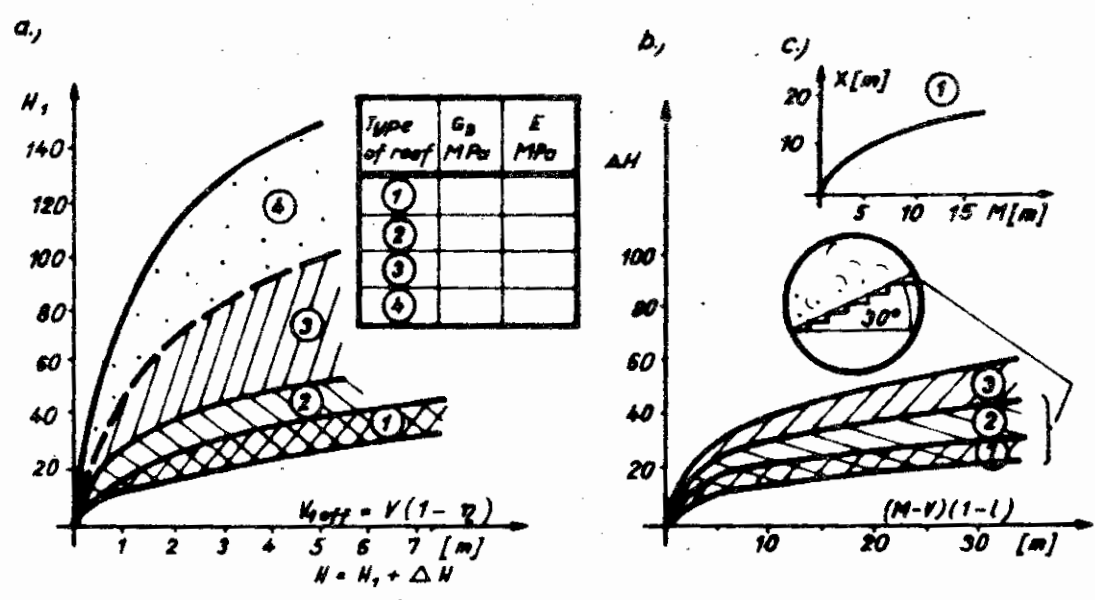 a.,
H₁
140
120
100
80
60
40
20
1 2 3 4 5 6 7 [m]
V₁eff = V(1 - η)
H = H₁ + ΔH
④
③
②
①
Type of roof
G₃ MPa
E MPa
①
②
③
④
b.,
ΔH
100
80
60
40
20
10 20 30 [m]
(M-V)(1-l)
③
②
①
30°
c.)
X[m]
20
10
①
5 10 15 M[m]